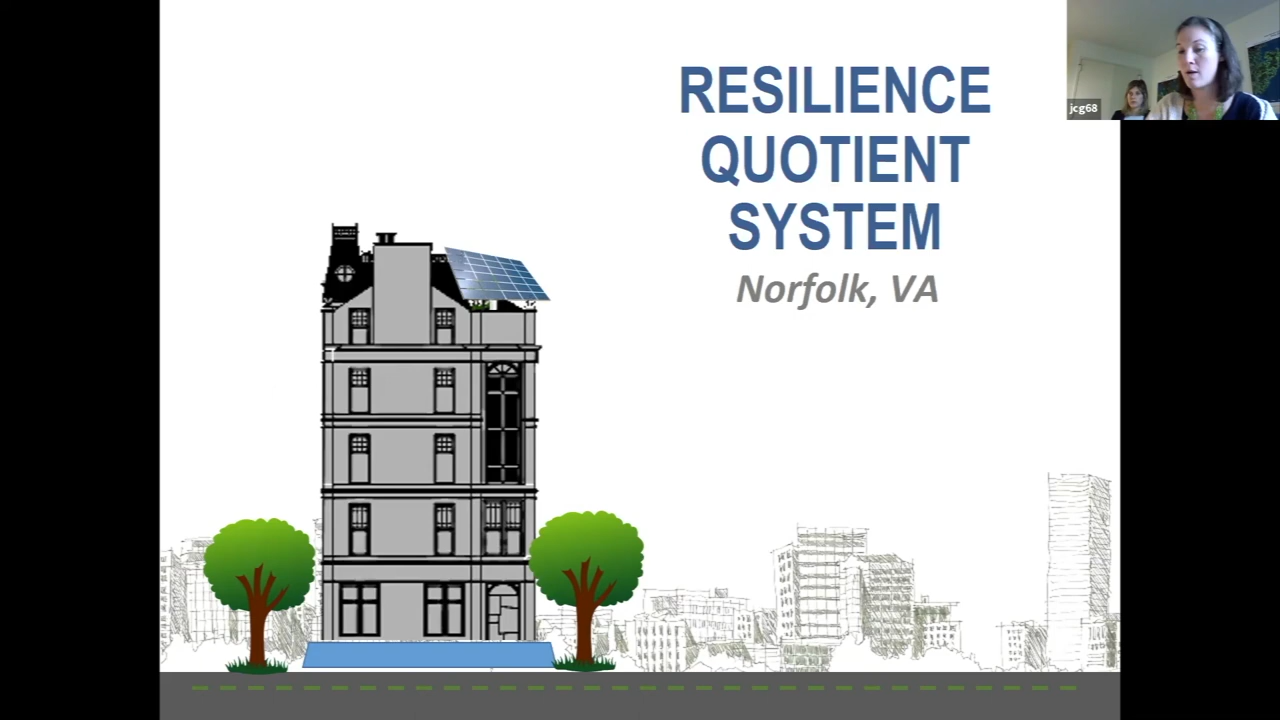 RESILIENCE
QUOTIENT
SYSTEM
Norfolk, VA
jcg68